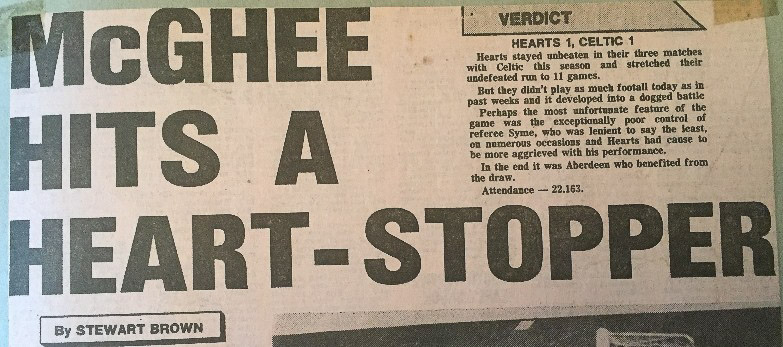 McGHEE
HITS A
HEART-STOPPER
VERDICT
HEARTS 1, CELTIC 1
Hearts stayed unbeaten in their three matches
with Celtic this season and stretched their
undefeated run to 11 games.
But they didn't play as much footall today as in
past weeks and it developed into a dogged battle
Perhaps the most unfortunate feature of the
game was the exceptionally poor control of
referee Syme, who was lenient to say the least,
on numerous occasions and Hearts had cause to
be more aggrieved with his performance.
In the end it was Aberdeen who benefited from
the draw.
Attendance — 22.163.
By STEWART BROWN